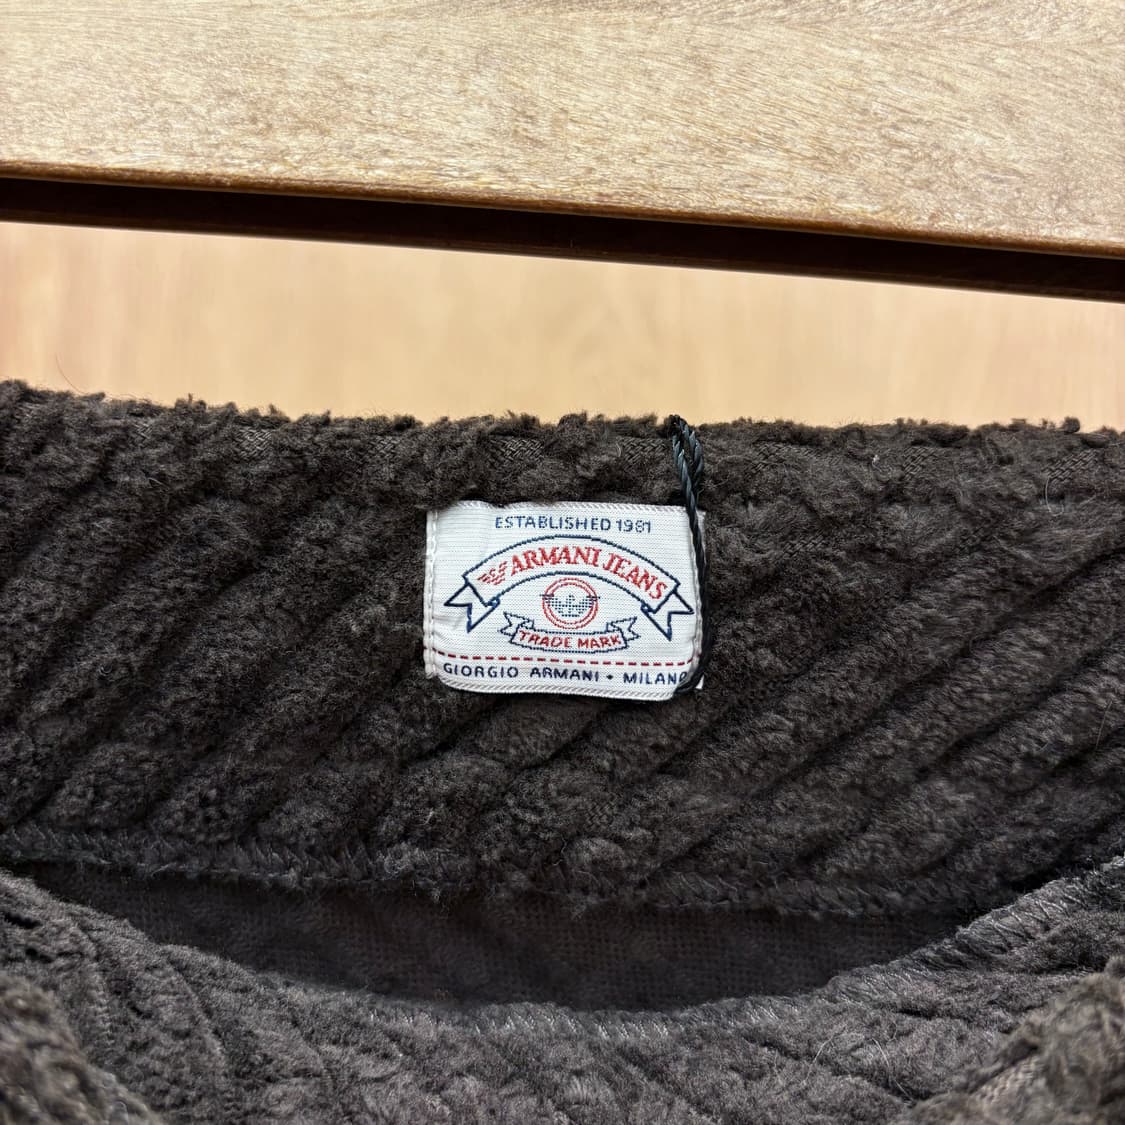 ESTABLISHED 1981
ARMANI JEANS
TRADE MARK
GIORGIO ARMANI • MILANO